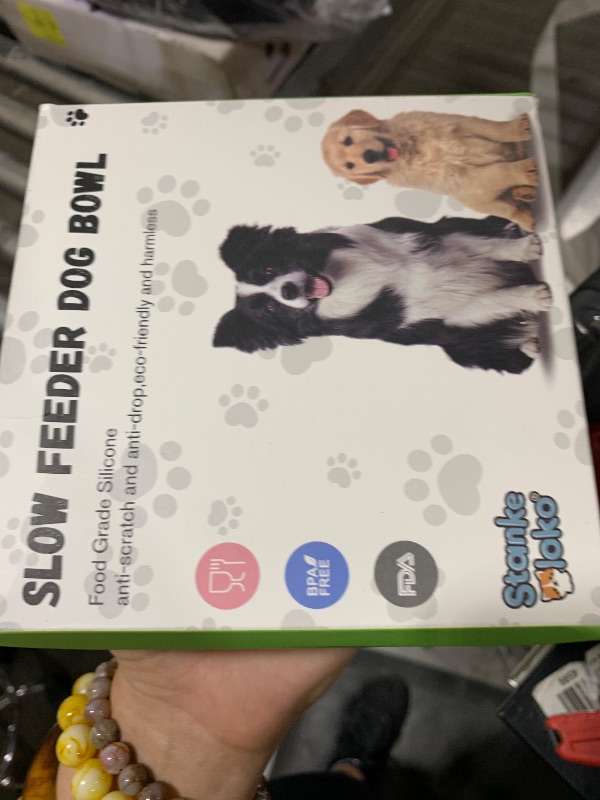 SLOW FEEDER DOG BOWL
Food Grade Silicone
anti-scratch and anti-drop,eco-friendly and harmless
BPA
FREE
FDA
Stanke
loko®